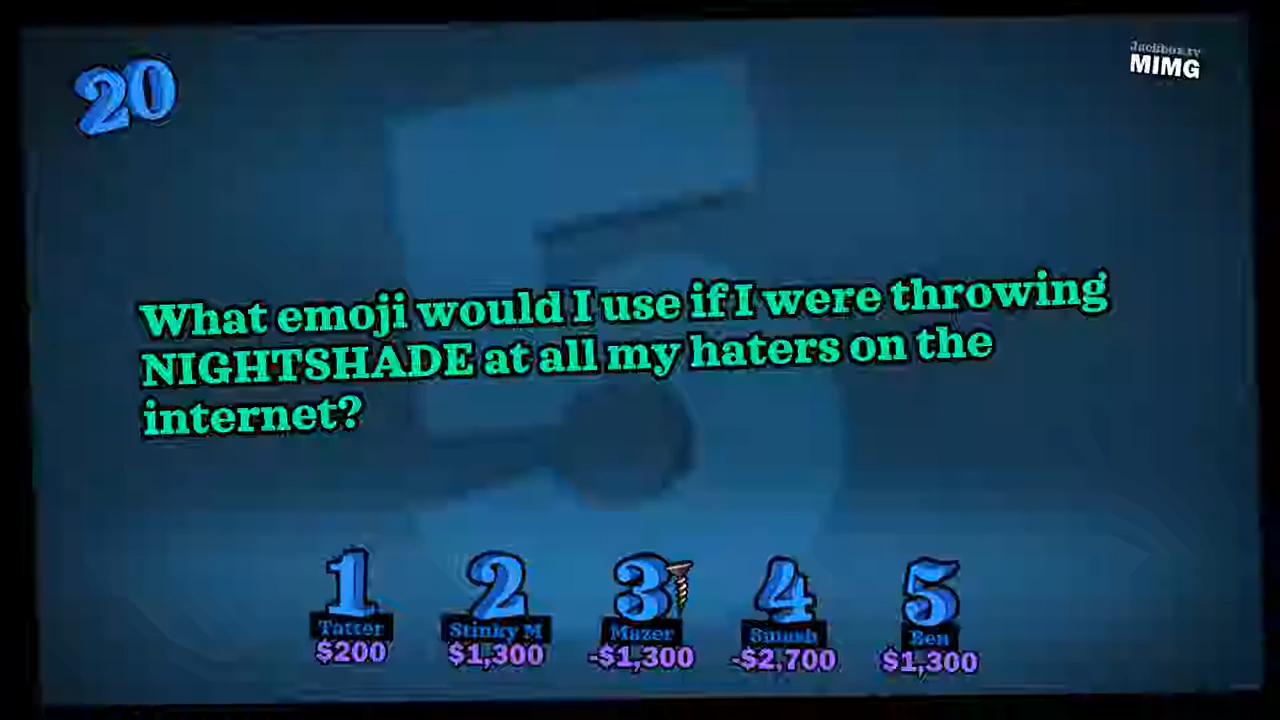 20
Jackbox.tv
MIMG
What emoji would I use if I were throwing
NIGHTSHADE at all my haters on the
internet?
1 2 3 4 5
Tatter Stinky M Mazer Smash Ben
$200 $1,300 -$1,300 -$2,700 $1,300